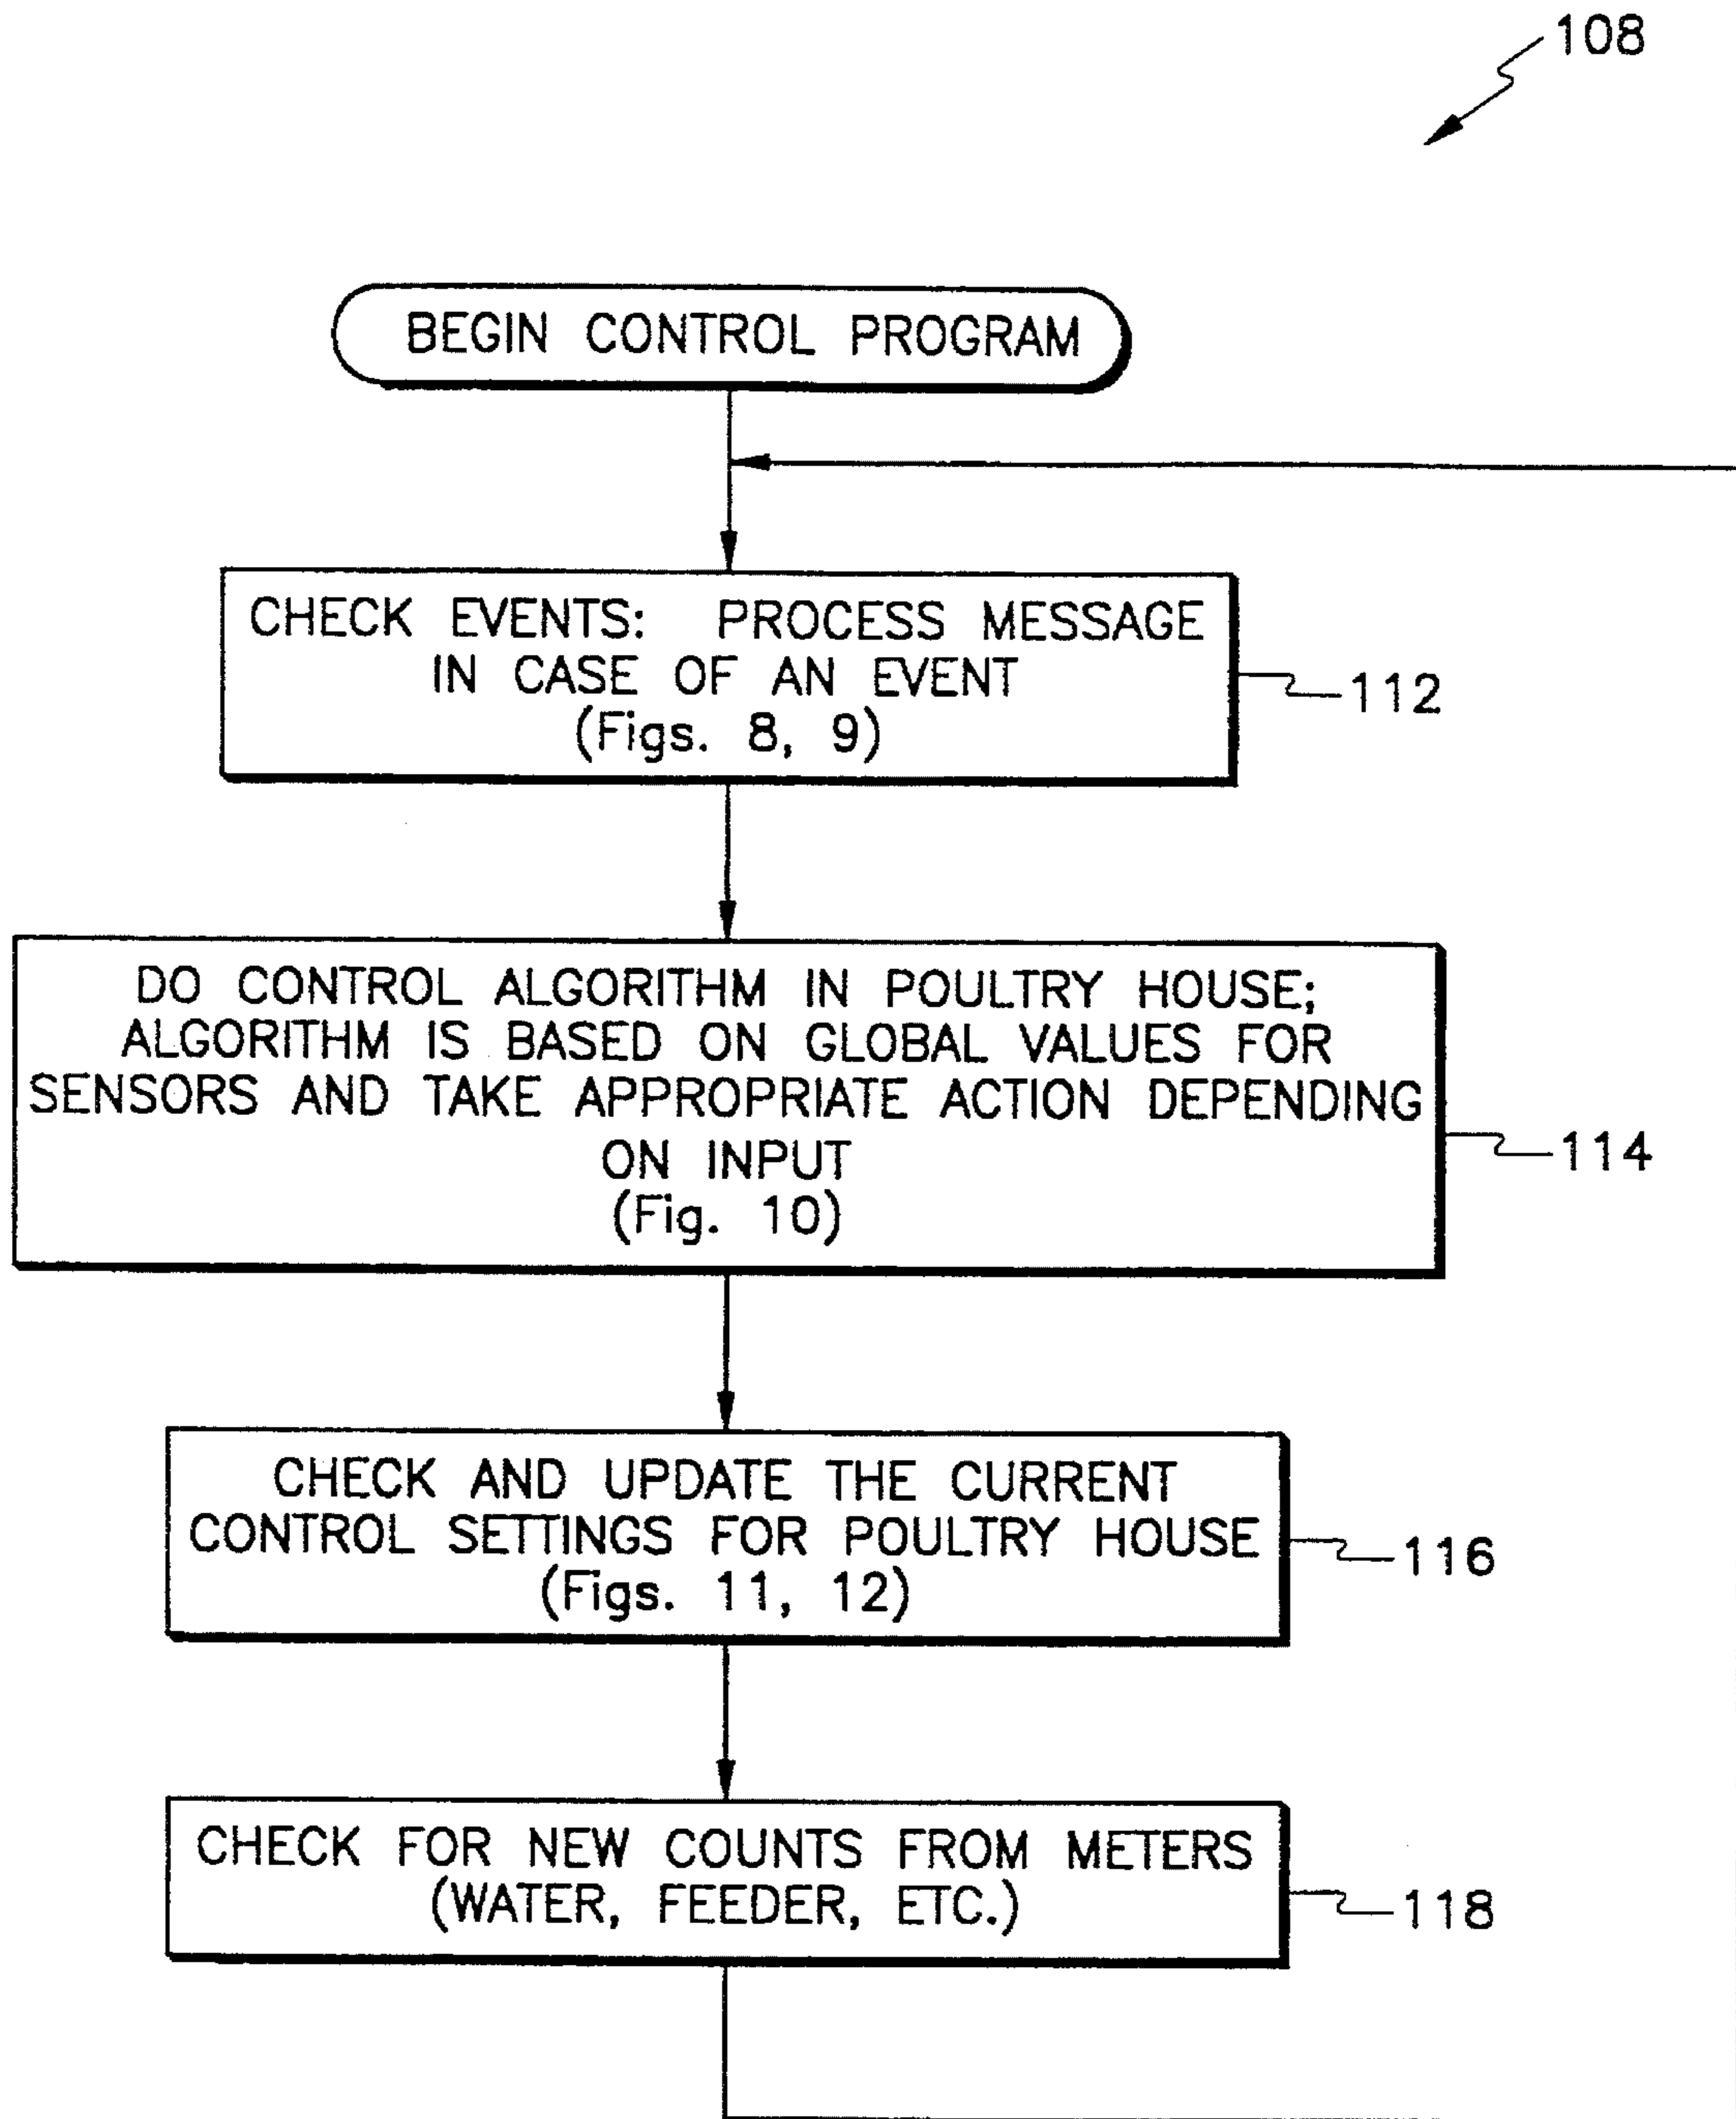 108
BEGIN CONTROL PROGRAM
CHECK EVENTS: PROCESS MESSAGE
IN CASE OF AN EVENT
(Figs. 8, 9)
112
DO CONTROL ALGORITHM IN POULTRY HOUSE;
ALGORITHM IS BASED ON GLOBAL VALUES FOR
SENSORS AND TAKE APPROPRIATE ACTION DEPENDING
ON INPUT
(Fig. 10)
114
CHECK AND UPDATE THE CURRENT
CONTROL SETTINGS FOR POULTRY HOUSE
(Figs. 11, 12)
116
CHECK FOR NEW COUNTS FROM METERS
(WATER, FEEDER, ETC.)
118